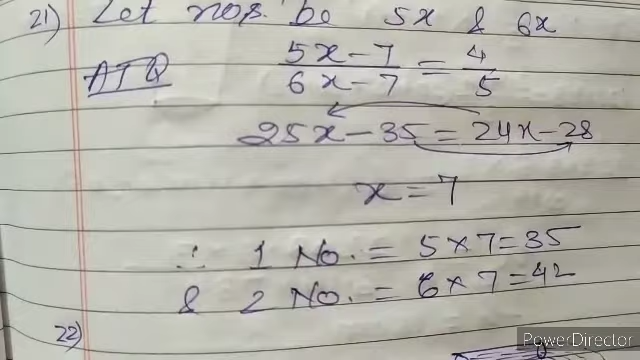 21) Let nos. be 5x & 6x
ATQ 5x-7/6x-7 = 4/5
25x-35 = 24x-28
x=7
∴ 1 No. = 5×7=35
& 2 No. = 6×7=42
22)
PowerDirector